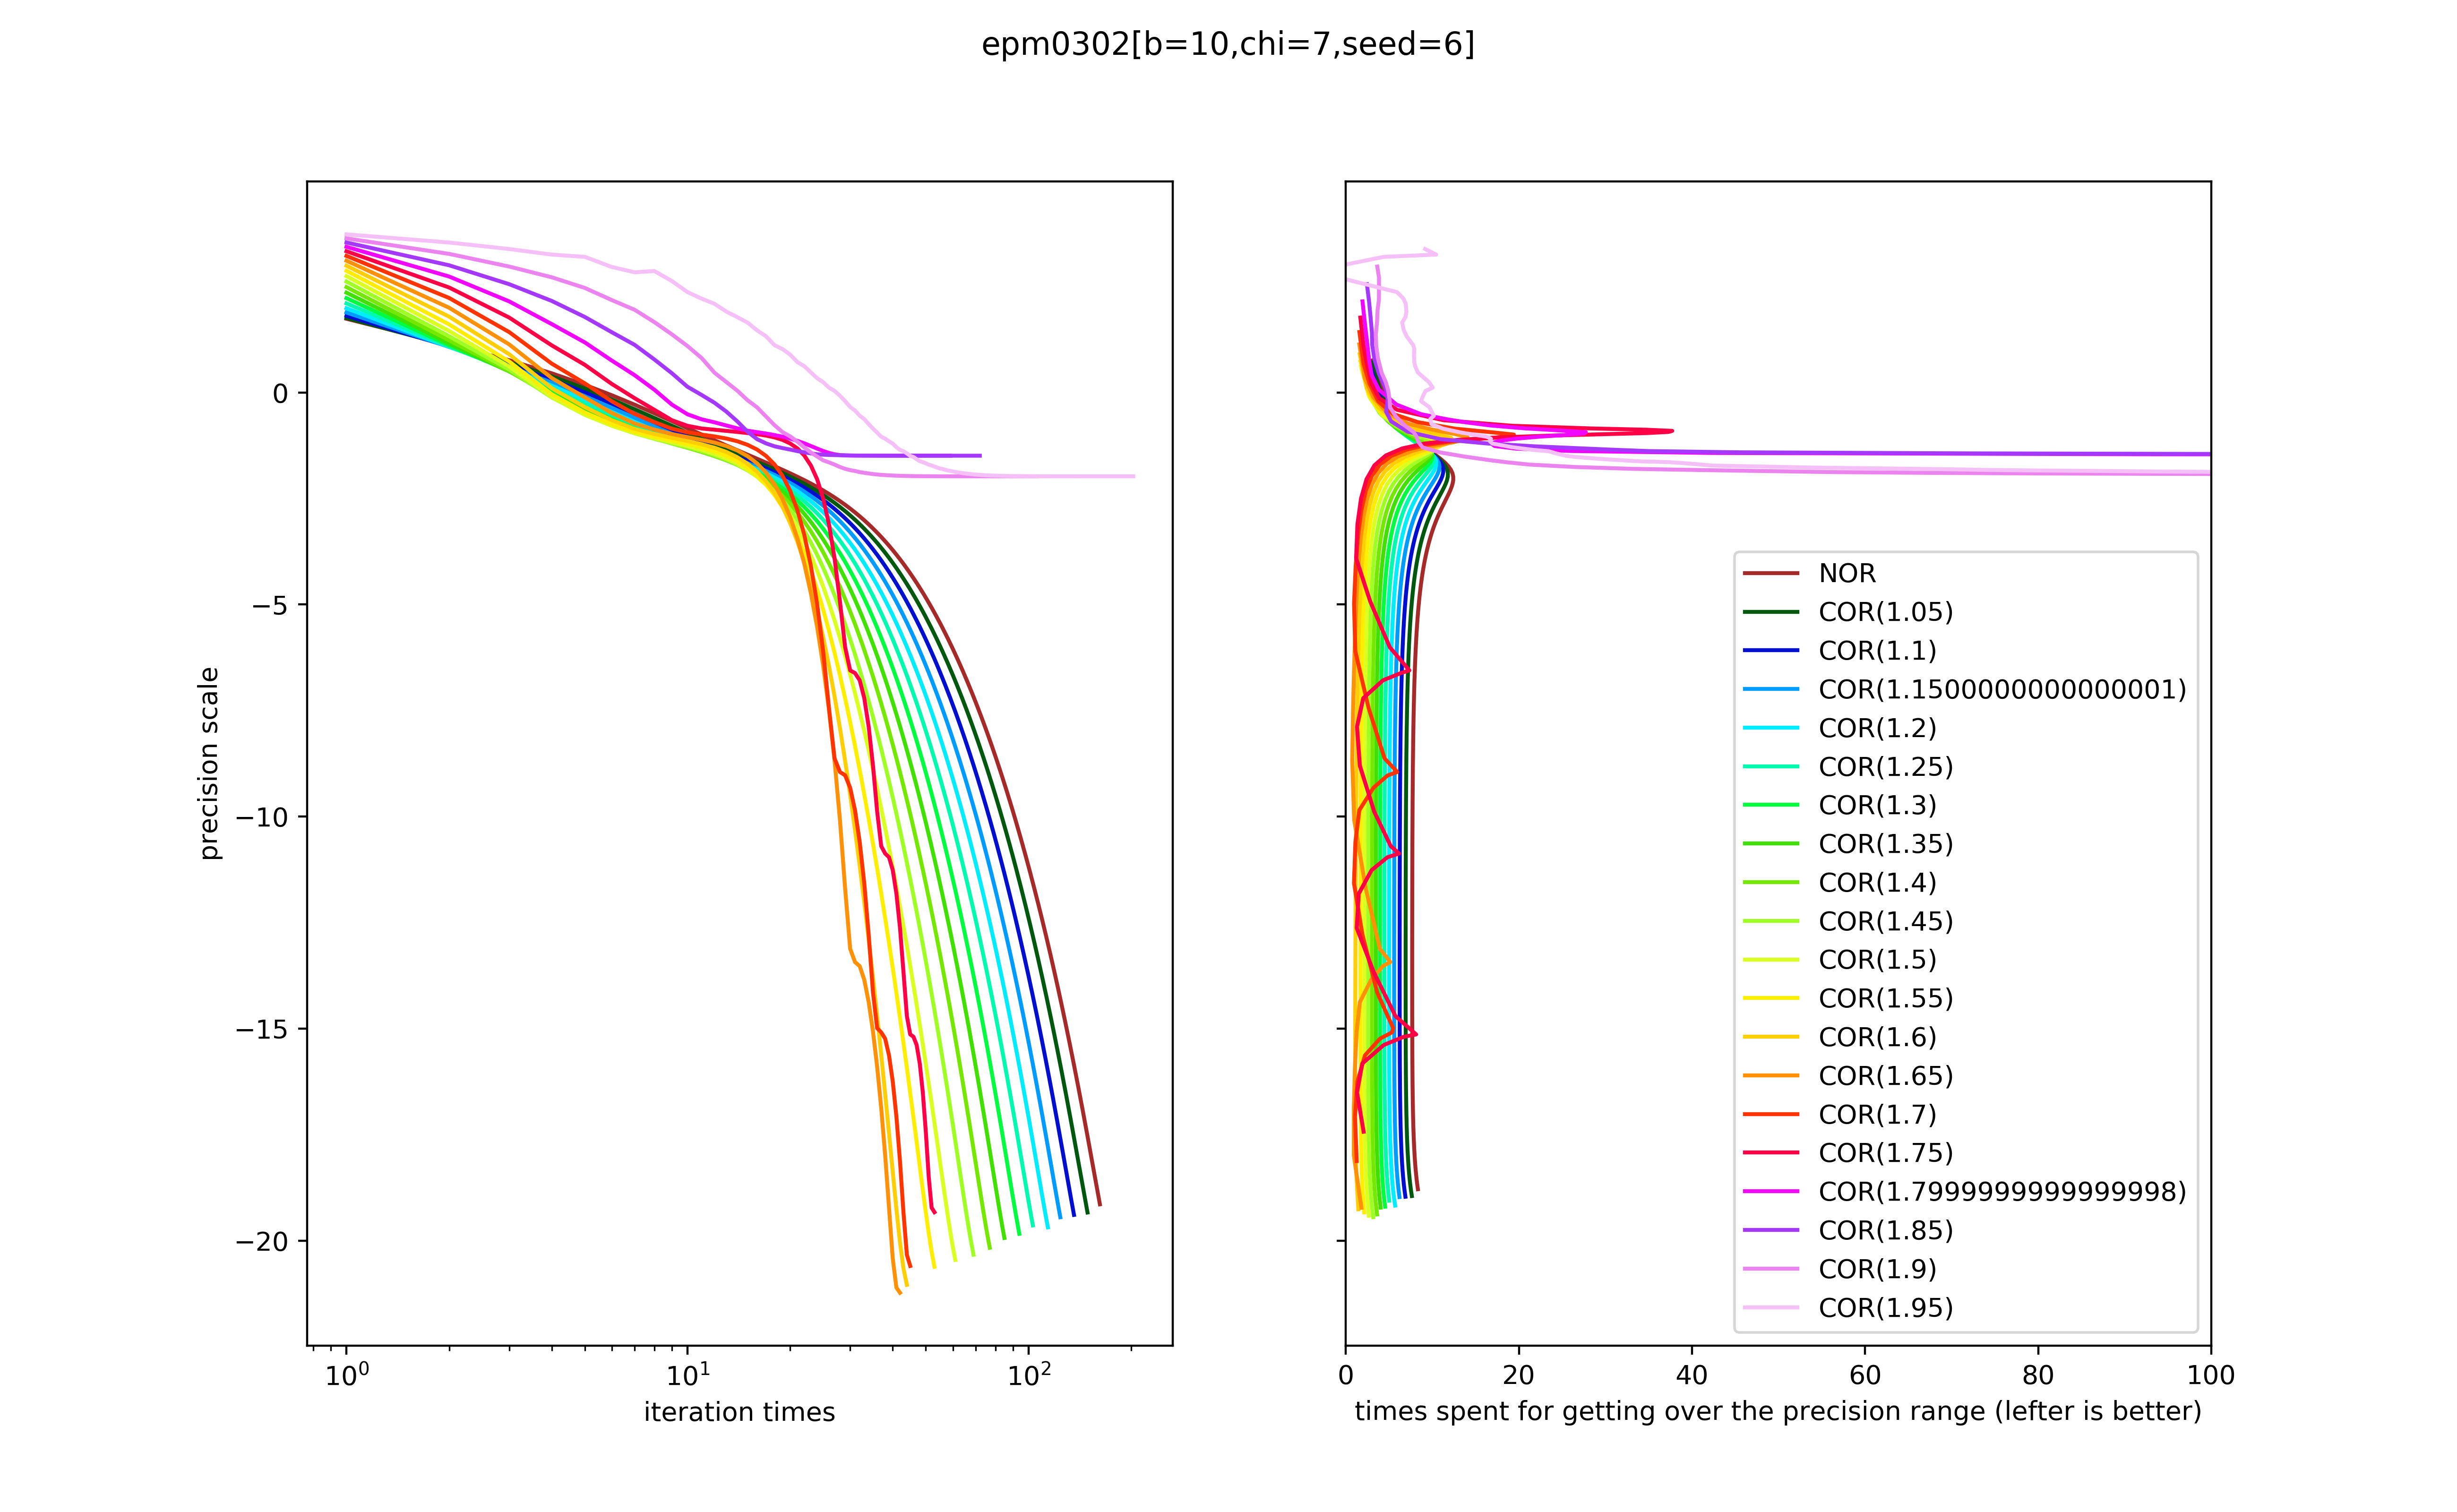 epm0302[b=10,chi=7,seed=6]
precision scale
0
−5
−10
−15
−20
10⁰
10¹
10²
iteration times
NOR
COR(1.05)
COR(1.1)
COR(1.1500000000000001)
COR(1.2)
COR(1.25)
COR(1.3)
COR(1.35)
COR(1.4)
COR(1.45)
COR(1.5)
COR(1.55)
COR(1.6)
COR(1.65)
COR(1.7)
COR(1.75)
COR(1.7999999999999998)
COR(1.85)
COR(1.9)
COR(1.95)
0 20 40 60 80 100
times spent for getting over the precision range (lefter is better)